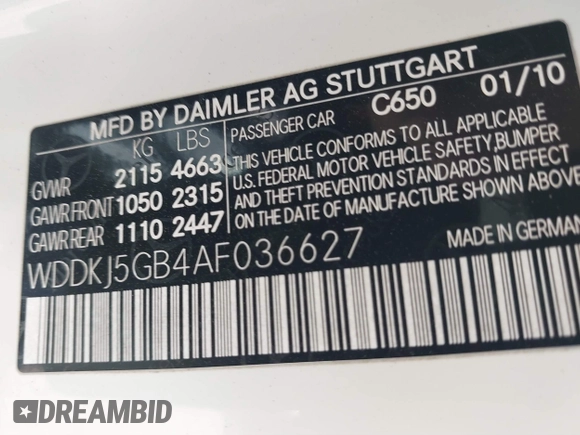 MFD BY DAIMLER AG STUTTGART
KG LBS PASSENGER CAR C650 01/10
GVWR 2115 4663
GAWR FRONT 1050 2315
GAWR REAR 1110 2447
THIS VEHICLE CONFORMS TO ALL APPLICABLE
U.S. FEDERAL MOTOR VEHICLE SAFETY, BUMPER
AND THEFT PREVENTION STANDARDS IN
ON THE DATE OF MANUFACTURE SHOWN ABOVE
WDDKJ5GB4AF036627
MADE IN GERMAN
DREAMBID